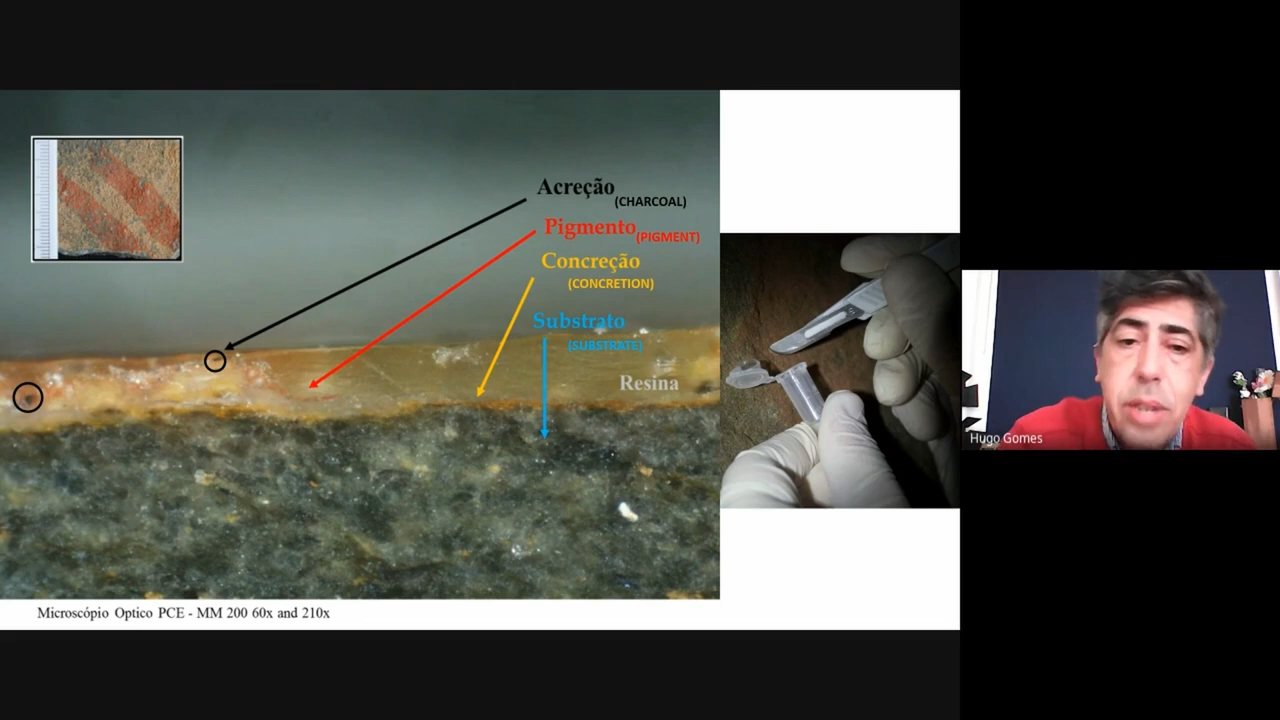 Acreção
(CHARCOAL)
Pigmento
(PIGMENT)
Concreção
(CONCRETION)
Substrato
(SUBSTRATE)
Resina
Microscópio Optico PCE - MM 200 60x and 210x
Hugo Gomes